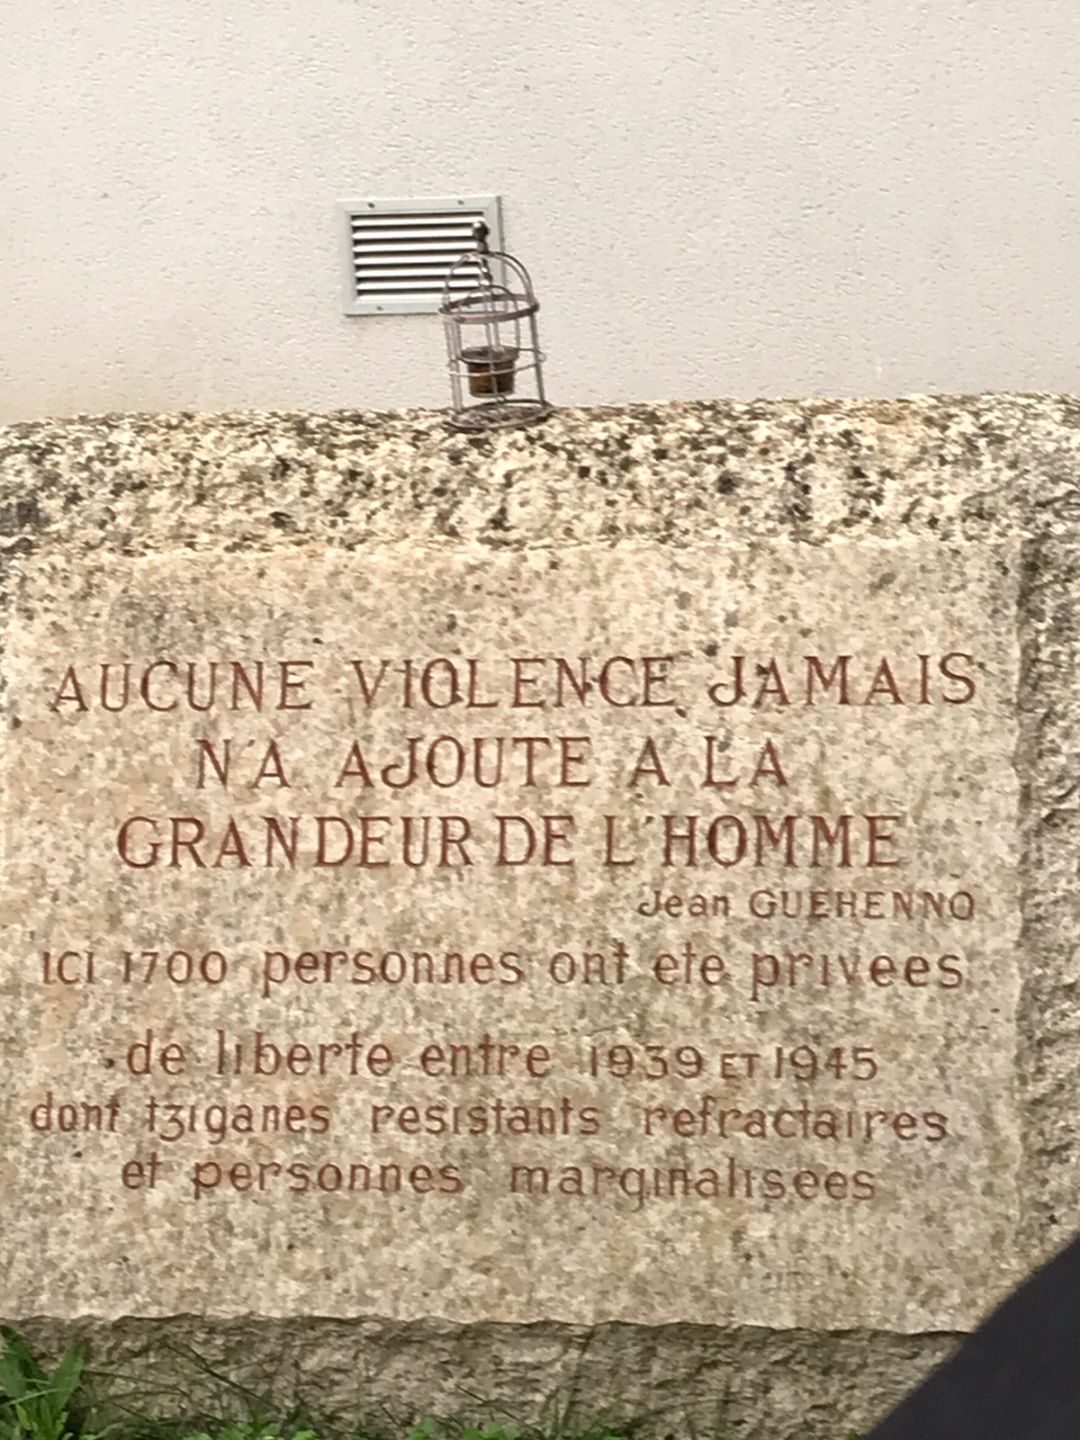 AUCUNE VIOLENCE JAMAIS
N'A AJOUTE A LA
GRANDEUR DE L'HOMME
Jean GUEHENNO
ICI 1700 personnes ont ete privees
de liberte entre 1939 ET 1945
dont tziganes resistants refractaires
et personnes marginalisees